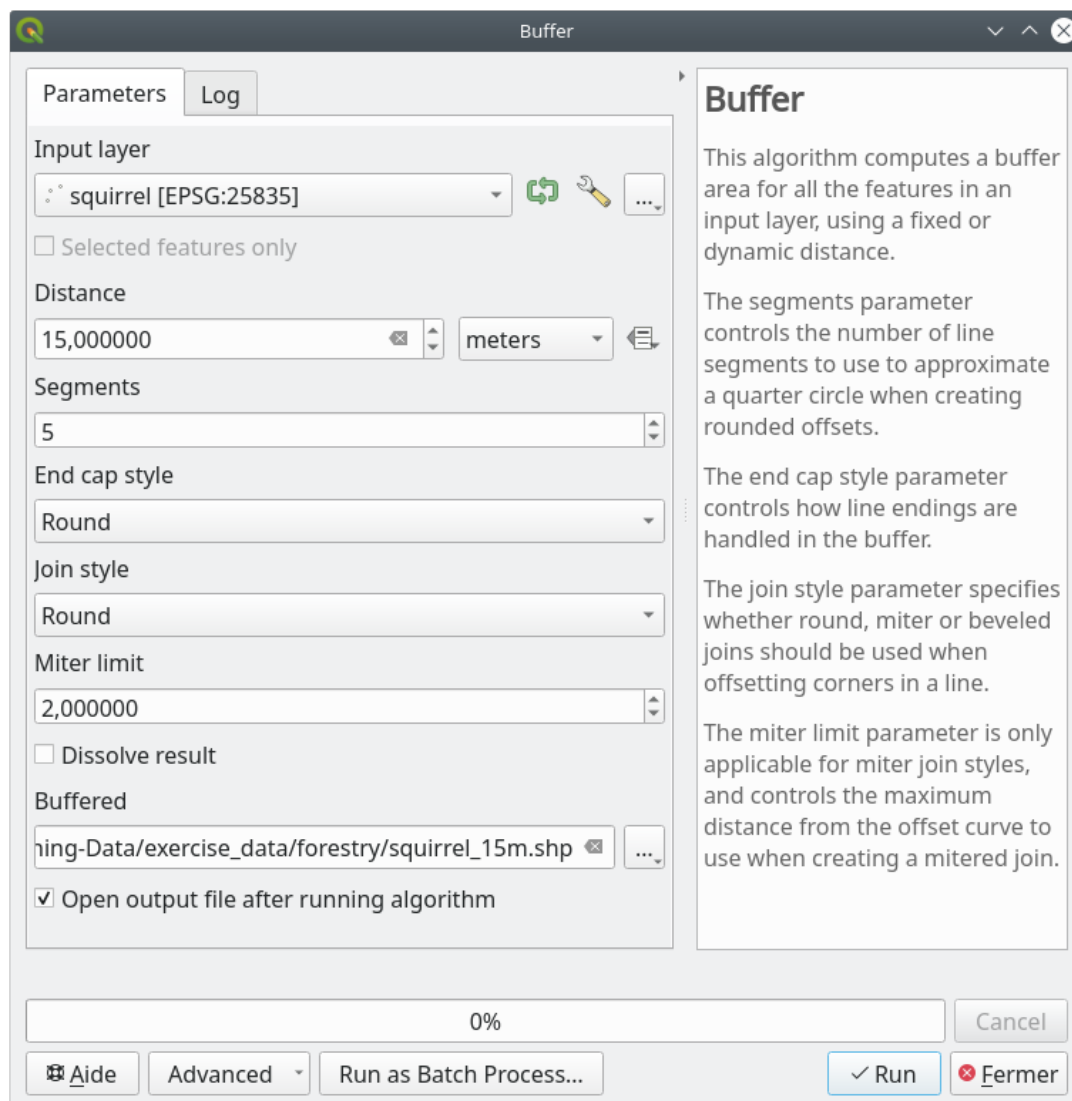 Buffer
Parameters
Log
Input layer
squirrel [EPSG:25835]
...
Selected features only
Distance
15,000000
meters
Segments
5
End cap style
Round
Join style
Round
Miter limit
2,000000
Dissolve result
Buffered
ning-Data/exercise_data/forestry/squirrel_15m.shp
...
Open output file after running algorithm
Buffer
This algorithm computes a buffer
area for all the features in an
input layer, using a fixed or
dynamic distance.
The segments parameter
controls the number of line
segments to use to approximate
a quarter circle when creating
rounded offsets.
The end cap style parameter
controls how line endings are
handled in the buffer.
The join style parameter specifies
whether round, miter or beveled
joins should be used when
offsetting corners in a line.
The miter limit parameter is only
applicable for miter join styles,
and controls the maximum
distance from the offset curve to
use when creating a mitered join.
0%
Cancel
Aide
Advanced
Run as Batch Process...
Run
Fermer